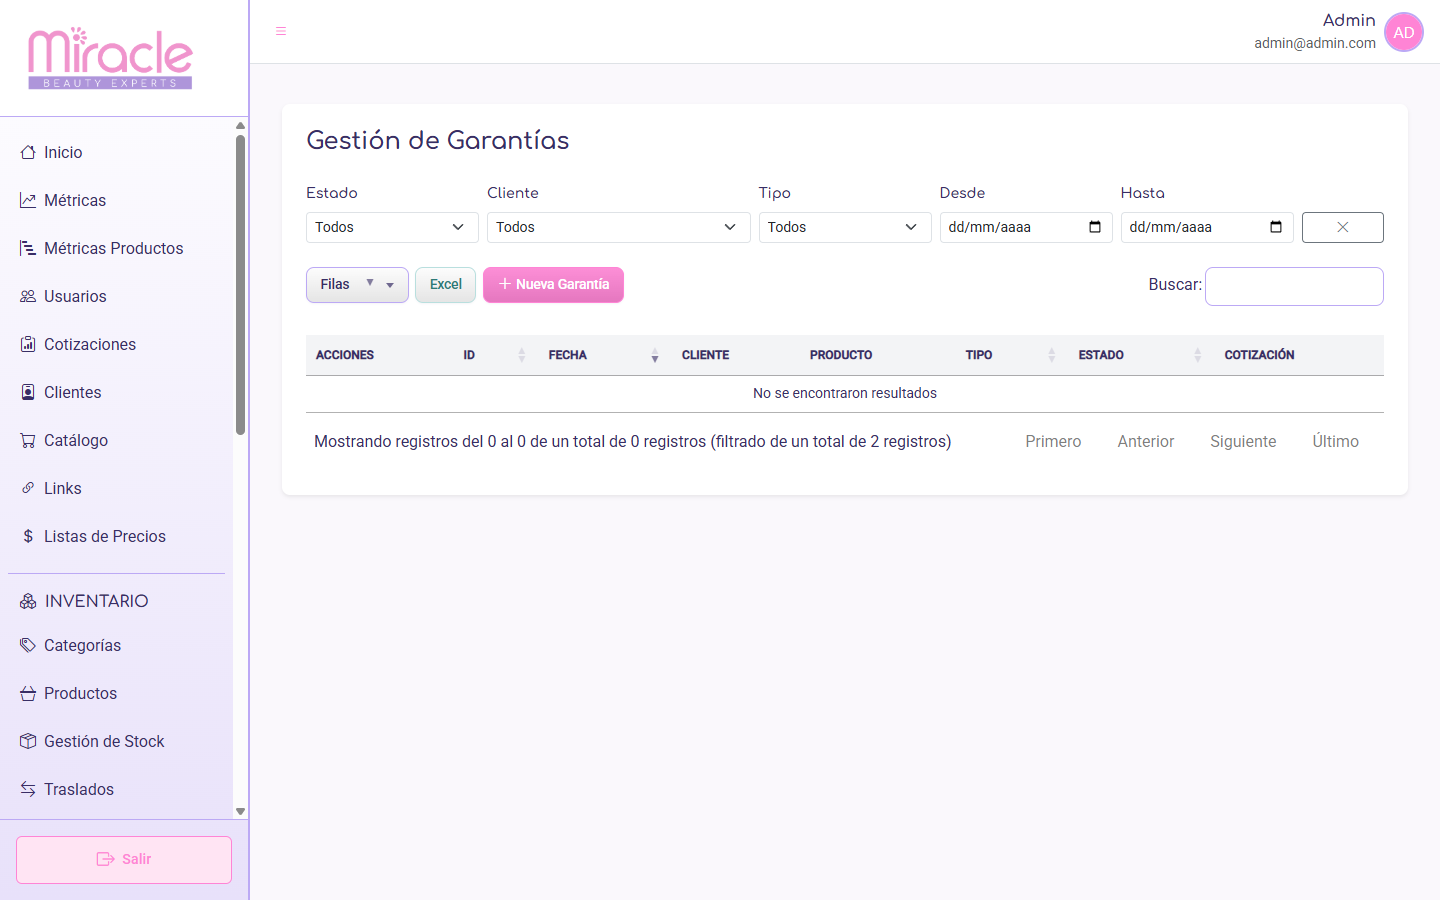 Miracle
BEAUTY EXPERTS
Admin
admin@admin.com
AD
Inicio
Métricas
Métricas Productos
Usuarios
Cotizaciones
Clientes
Catálogo
Links
Listas de Precios
INVENTARIO
Categorías
Productos
Gestión de Stock
Traslados
Salir
Gestión de Garantías
Estado Cliente Tipo Desde Hasta
Todos Todos Todos dd/mm/aaaa dd/mm/aaaa
Filas Excel Nueva Garantía Buscar:
ACCIONES ID FECHA CLIENTE PRODUCTO TIPO ESTADO COTIZACIÓN
No se encontraron resultados
Mostrando registros del 0 al 0 de un total de 0 registros (filtrado de un total de 2 registros) Primero Anterior Siguiente Último